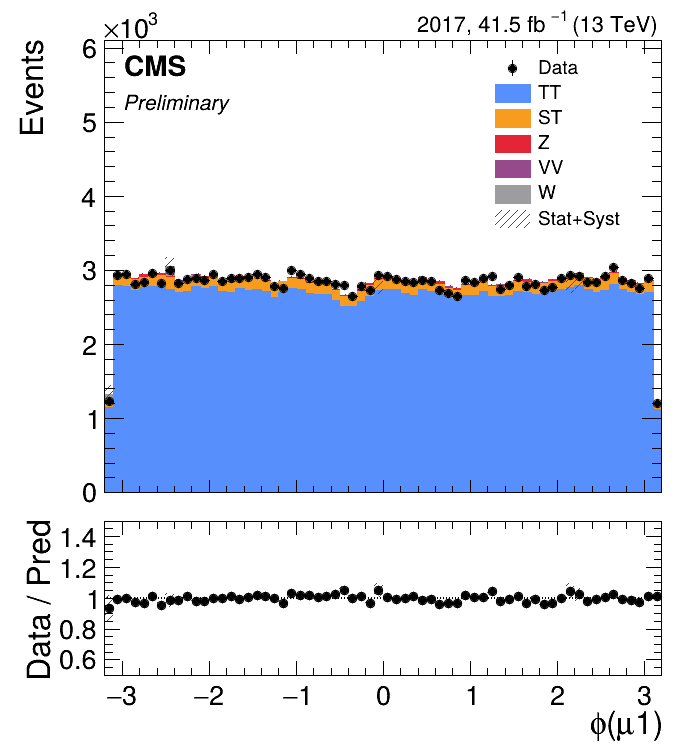 ×10³
2017, 41.5 fb⁻¹ (13 TeV)
CMS
Preliminary
Events
6
5
4
3
2
1
0
Data
TT
ST
Z
VV
W
Stat+Syst
Data / Pred
1.4
1.2
1
0.8
0.6
−3 −2 −1 0 1 2 3
ϕ(μ1)